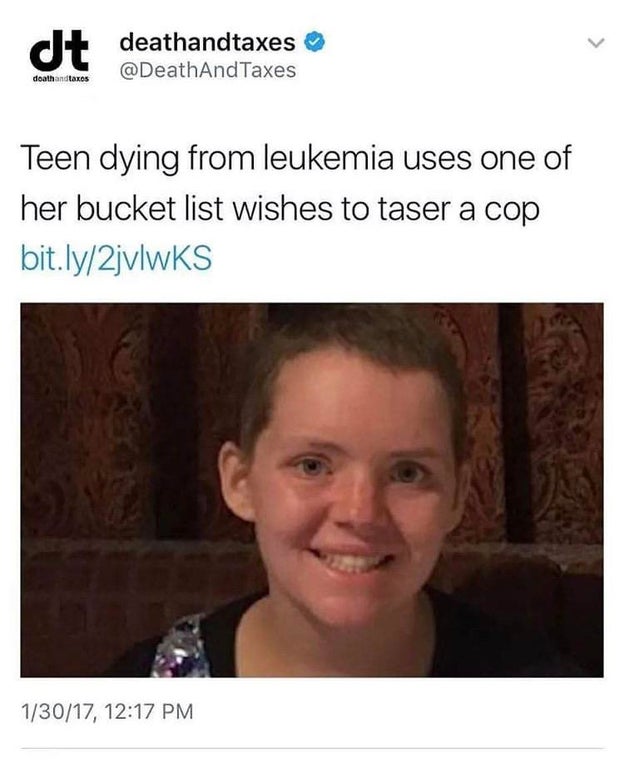 dt deathandtaxes
deathandtaxes @DeathAndTaxes
Teen dying from leukemia uses one of
her bucket list wishes to taser a cop
bit.ly/2jvlwKS
1/30/17, 12:17 PM